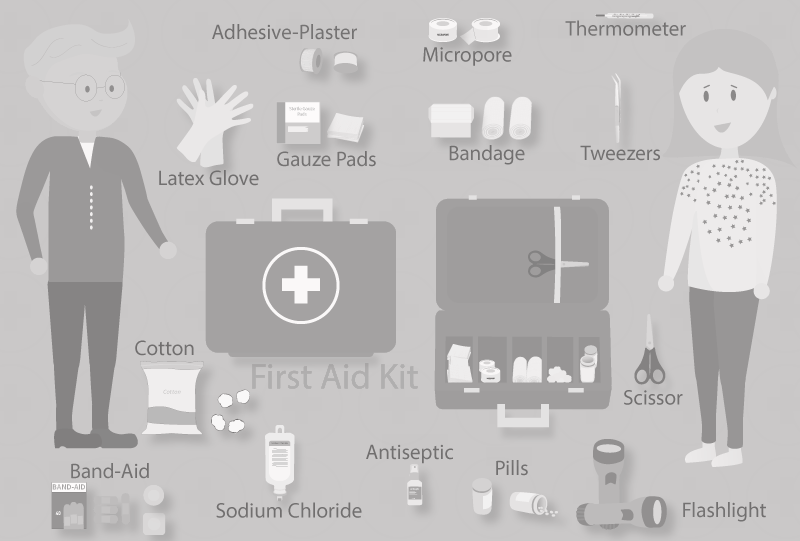 Adhesive-Plaster
Micropore
Thermometer
Latex Glove
Gauze Pads
Bandage
Tweezers
Cotton
Cotton
First Aid Kit
Scissor
Band-Aid
BAND-AID
Sodium Chloride
Antiseptic
Pills
Flashlight